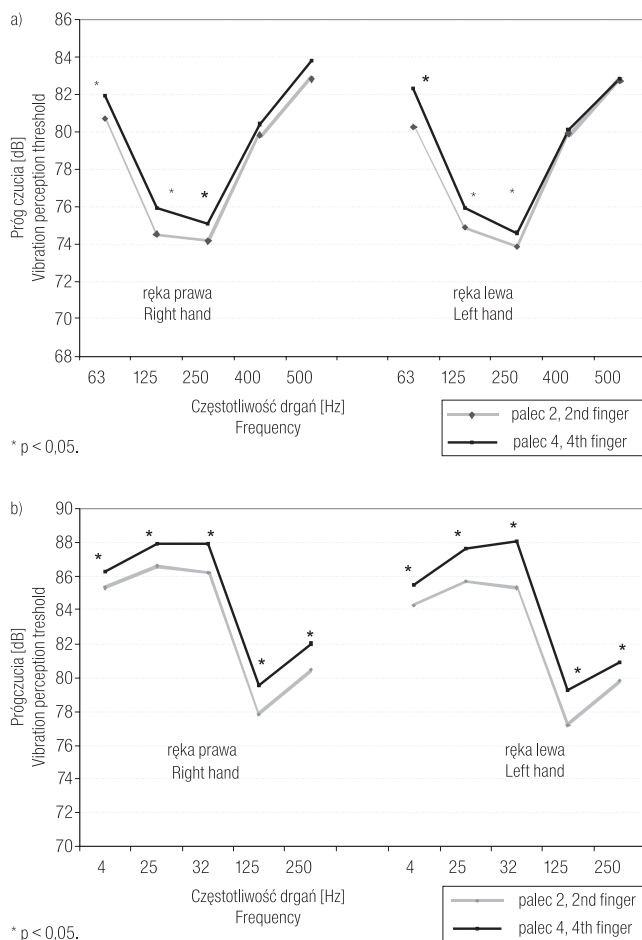 a)
86
84
82
80
78
76
74
72
70
68
Próg czucia [dB]
Vibration perception threshold
*
*
*
*
*
*
ręka prawa
Right hand
ręka lewa
Left hand
63 125 250 400 500 63 125 250 400 500
Częstotliwość drgań [Hz]
Frequency
palec 2, 2nd finger
palec 4, 4th finger
* p < 0,05.
b)
90
88
86
84
82
80
78
76
74
72
70
Prógczucia [dB]
Vibration perception treshold
*
*
*
*
*
*
*
*
*
*
ręka prawa
Right hand
ręka lewa
Left hand
4 25 32 125 250 4 25 32 125 250
Częstotliwość drgań [Hz]
Frequency
palec 2, 2nd finger
palec 4, 4th finger
* p < 0,05.